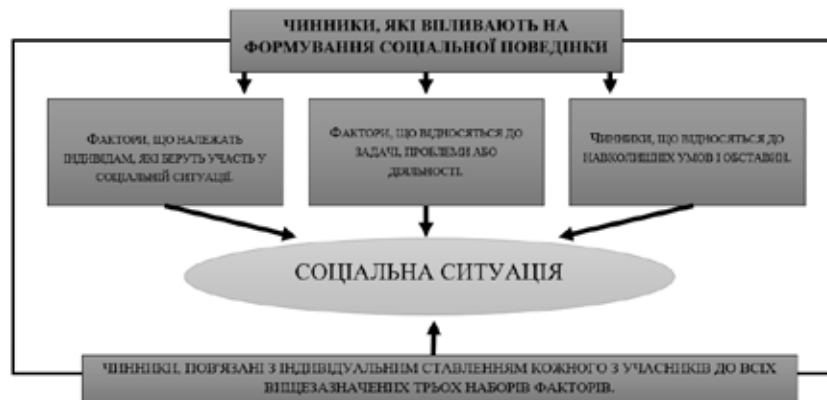 ЧИННИКИ, ЯКІ ВПЛИВАЮТЬ НА
ФОРМУВАННЯ СОЦІАЛЬНОЇ ПОВЕДІНКИ
ФАКТОРИ, ЩО НАЛЕЖАТЬ
ІНДИВІДАМ, ЯКІ БЕРУТЬ УЧАСТЬ У
СОЦІАЛЬНІЙ СИТУАЦІЇ.
ФАКТОРИ, ЩО ВІДНОСЯТЬСЯ ДО
ЗАДАЧІ, ПРОБЛЕМИ АБО
ДІЯЛЬНОСТІ.
ЧИННИКИ, ЩО ВІДНОСЯТЬСЯ ДО
НАВКОЛИШНІХ УМОВ І ОБСТАВИН.
СОЦІАЛЬНА СИТУАЦІЯ
ЧИННИКИ, ПОВ'ЯЗАНІ З ІНДИВІДУАЛЬНИМ СТАВЛЕННЯМ КОЖНОГО З УЧАСНИКІВ ДО ВСІХ
ВИЩЕЗАЗНАЧЕНИХ ТРЬОХ НАБОРІВ ФАКТОРІВ.